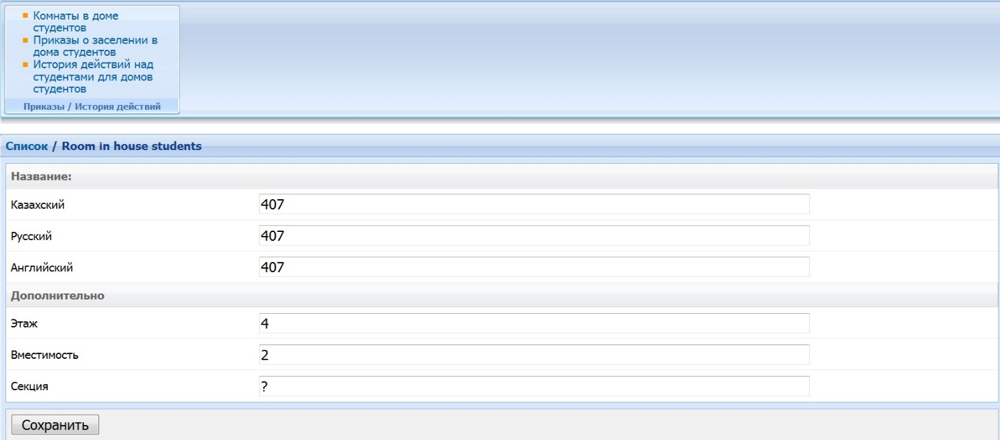 Комнаты в доме
студентов
Приказы о заселении в
дома студентов
История действий над
студентами для домов
студентов
Приказы / История действий
Список / Room in house students
Название:
Казахский 407
Русский 407
Английский 407
Дополнительно
Этаж 4
Вместимость 2
Секция ?
Сохранить